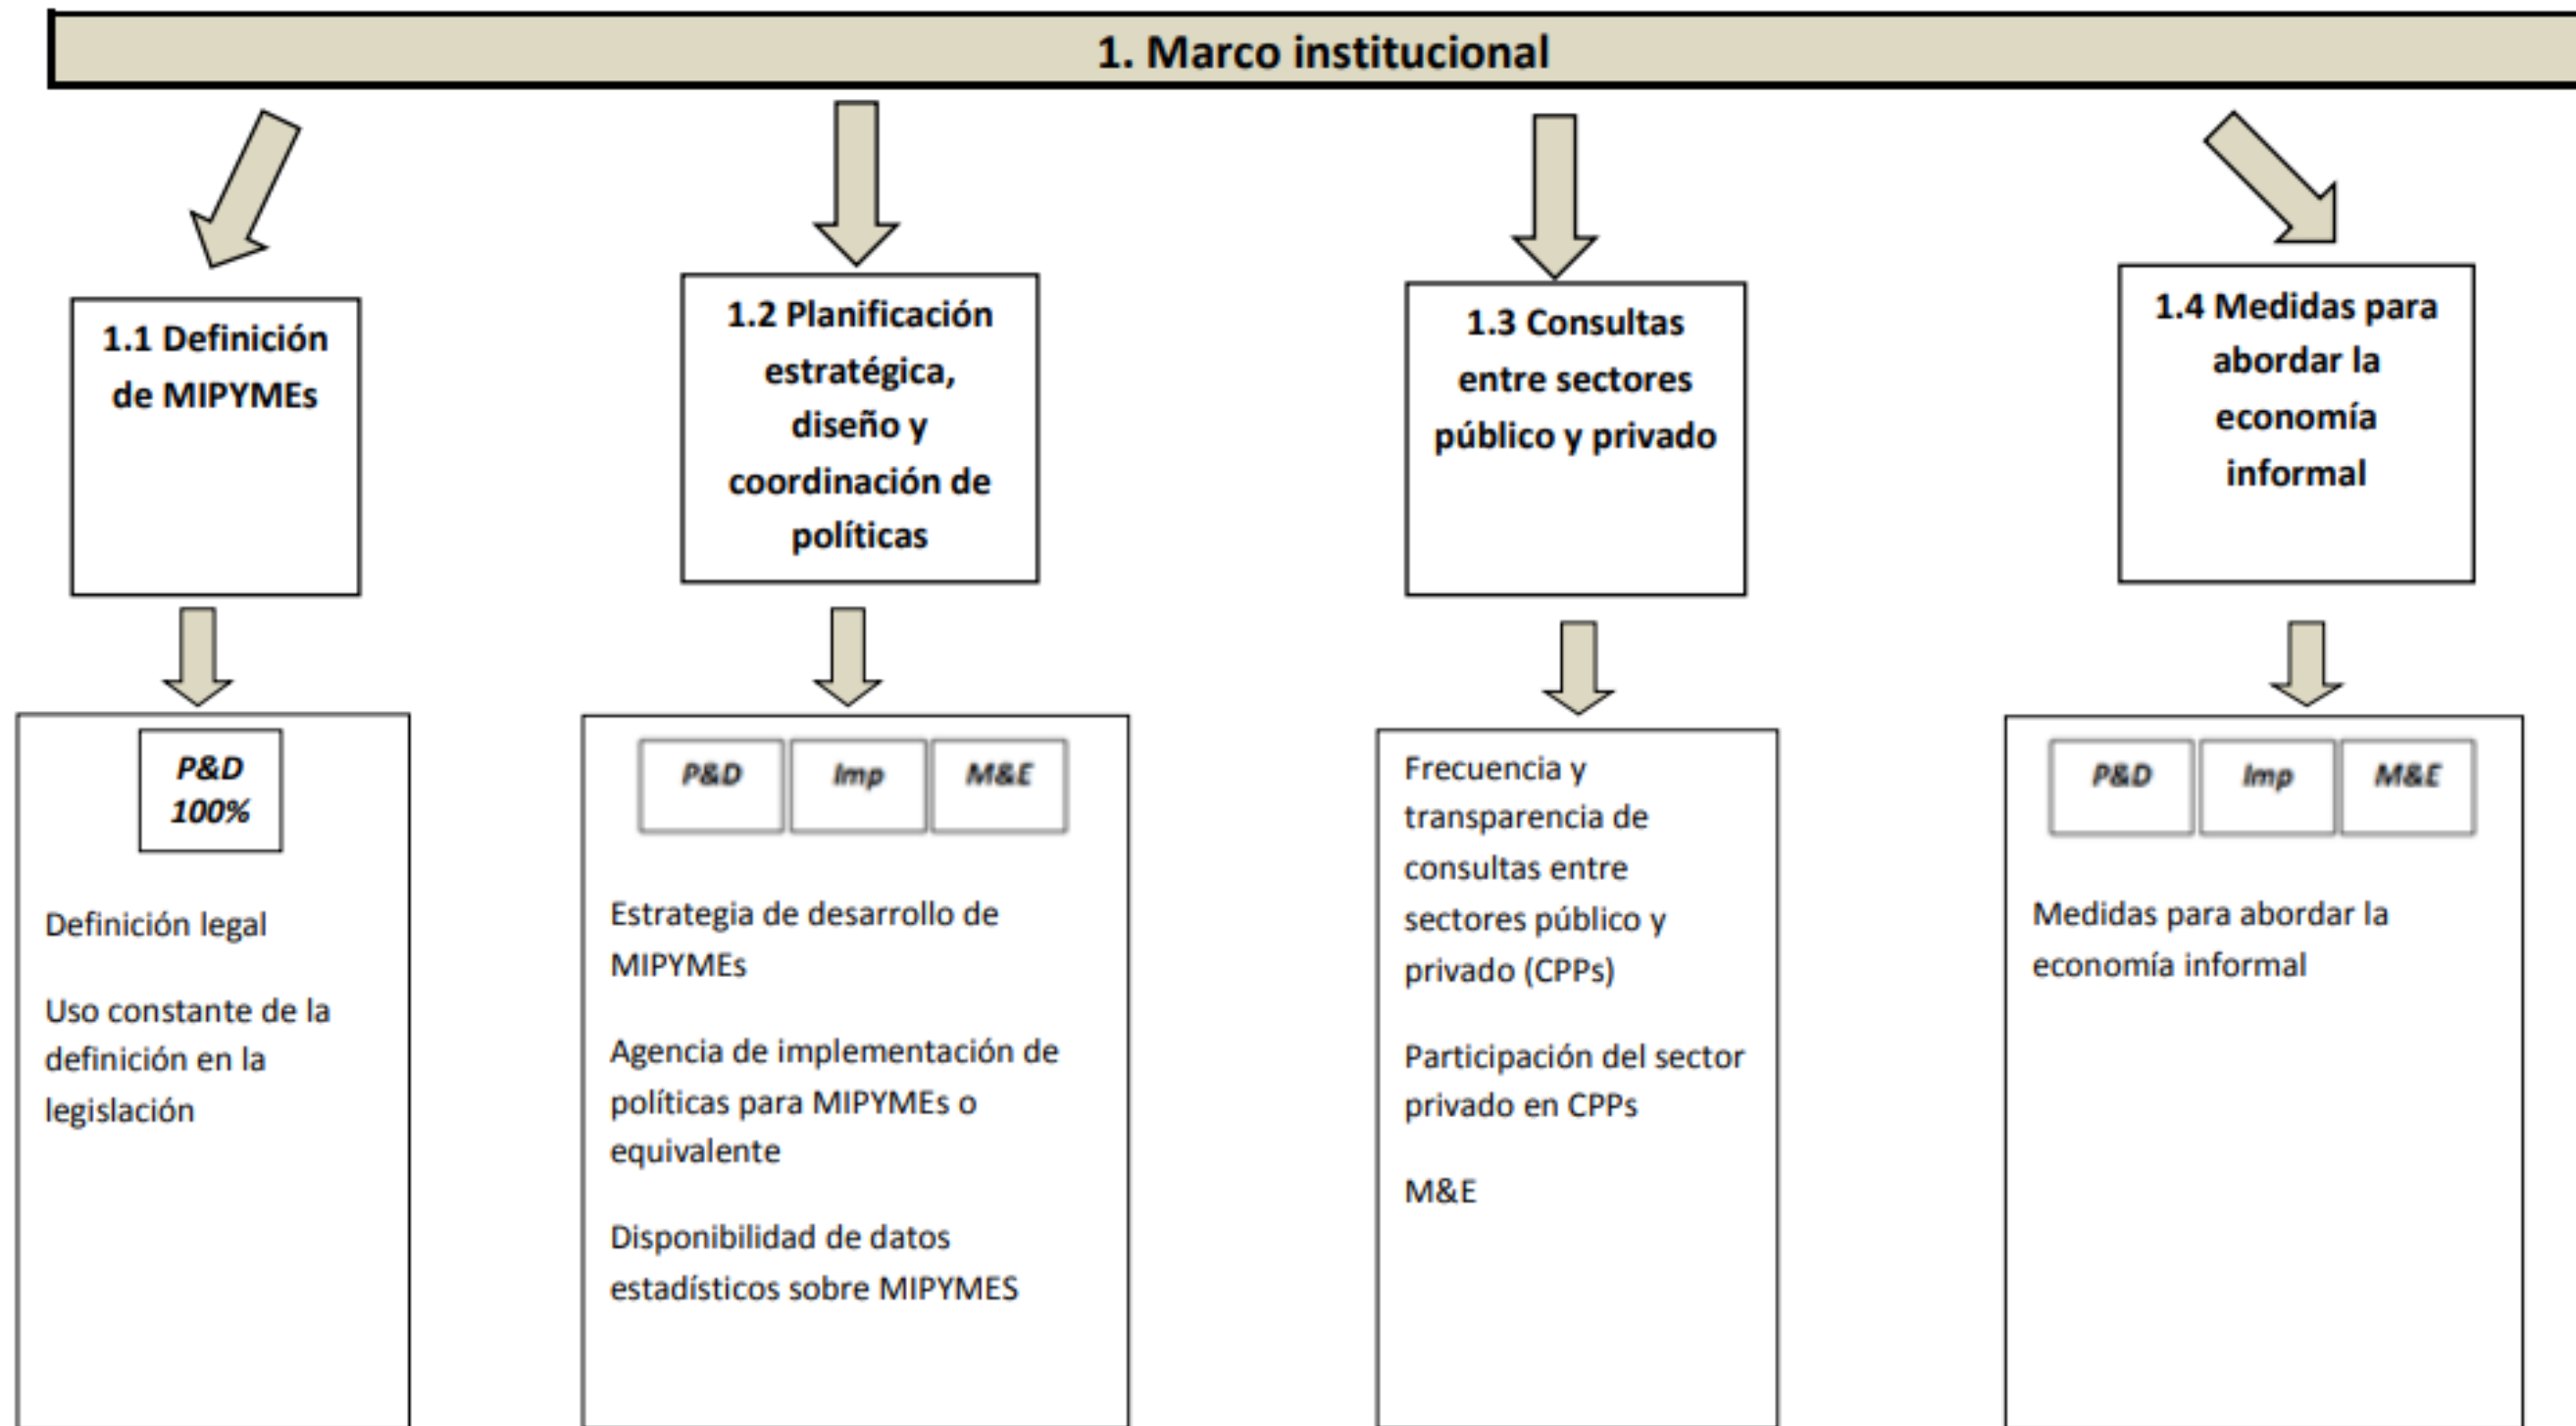 1. Marco institucional
1.1 Definición
de MIPYMEs
1.2 Planificación
estratégica,
diseño y
coordinación de
políticas
1.3 Consultas
entre sectores
público y privado
1.4 Medidas para
abordar la
economía
informal
P&D
100%
Definición legal
Uso constante de la
definición en la
legislación
P&D
Imp
M&E
Estrategia de desarrollo de
MIPYMEs
Agencia de implementación de
políticas para MIPYMEs o
equivalente
Disponibilidad de datos
estadísticos sobre MIPYMES
Frecuencia y
transparencia de
consultas entre
sectores público y
privado (CPPs)
Participación del sector
privado en CPPs
M&E
P&D
Imp
M&E
Medidas para abordar la
economía informal